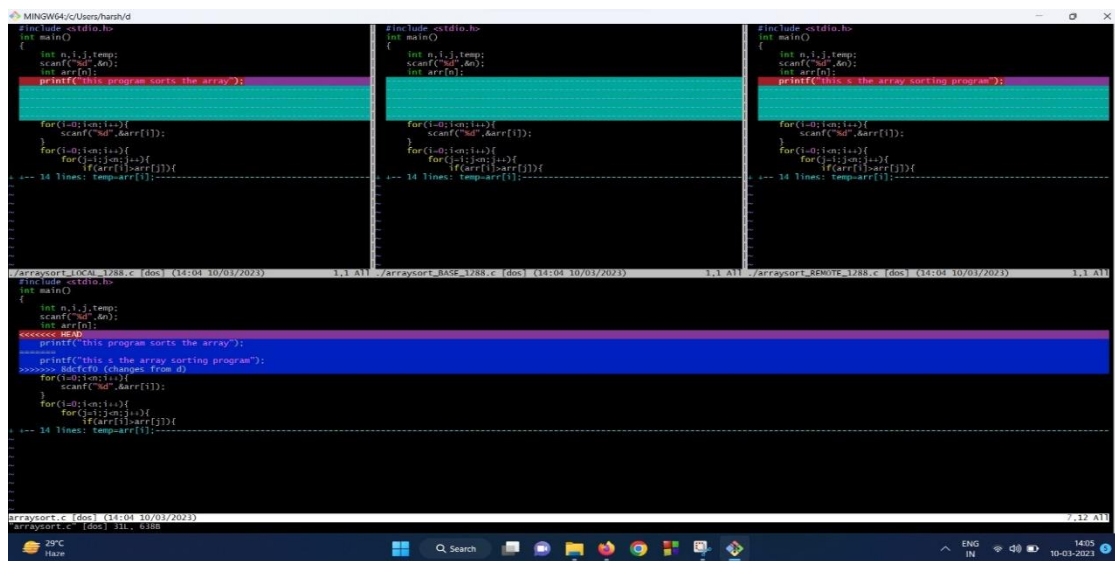 MINGW64:/c/Users/harsh/d
#include <stdio.h>
int main()
{
int n,i,j,temp;
scanf("%d",&n);
int arr[n];
printf("this program sorts the array");
for(i=0;i<n;i++){
scanf("%d",&arr[i]);
}
for(i=0;i<n;i++){
for(j=i;j<n;j++){
if(arr[i]>arr[j]){
+ +-- 14 lines: temp=arr[i];
./arraysort_LOCAL_1288.c [dos] (14:04 10/03/2023) 1,1 All
#include <stdio.h>
int main()
{
int n,i,j,temp;
scanf("%d",&n);
int arr[n];
for(i=0;i<n;i++){
scanf("%d",&arr[i]);
}
for(i=0;i<n;i++){
for(j=i;j<n;j++){
if(arr[i]>arr[j]){
+ +-- 14 lines: temp=arr[i];
./arraysort_BASE_1288.c [dos] (14:04 10/03/2023) 1,1 All
#include <stdio.h>
int main()
{
int n,i,j,temp;
scanf("%d",&n);
int arr[n];
printf("this s the array sorting program");
for(i=0;i<n;i++){
scanf("%d",&arr[i]);
}
for(i=0;i<n;i++){
for(j=i;j<n;j++){
if(arr[i]>arr[j]){
+ +-- 14 lines: temp=arr[i];
./arraysort_REMOTE_1288.c [dos] (14:04 10/03/2023) 1,1 All
#include <stdio.h>
int main()
{
int n,i,j,temp;
scanf("%d",&n);
int arr[n];
<<<<<<< HEAD
printf("this program sorts the array");
=======
printf("this s the array sorting program");
>>>>>>> 8dcfcf0 (changes from d)
for(i=0;i<n;i++){
scanf("%d",&arr[i]);
}
for(i=0;i<n;i++){
for(j=i;j<n;j++){
if(arr[i]>arr[j]){
+ +-- 14 lines: temp=arr[i];
arraysort.c [dos] (14:04 10/03/2023) 7,12 All
"arraysort.c" [dos] 31L, 638B
29°C
Haze
Search
ENG
IN
14:05
10-03-2023
5